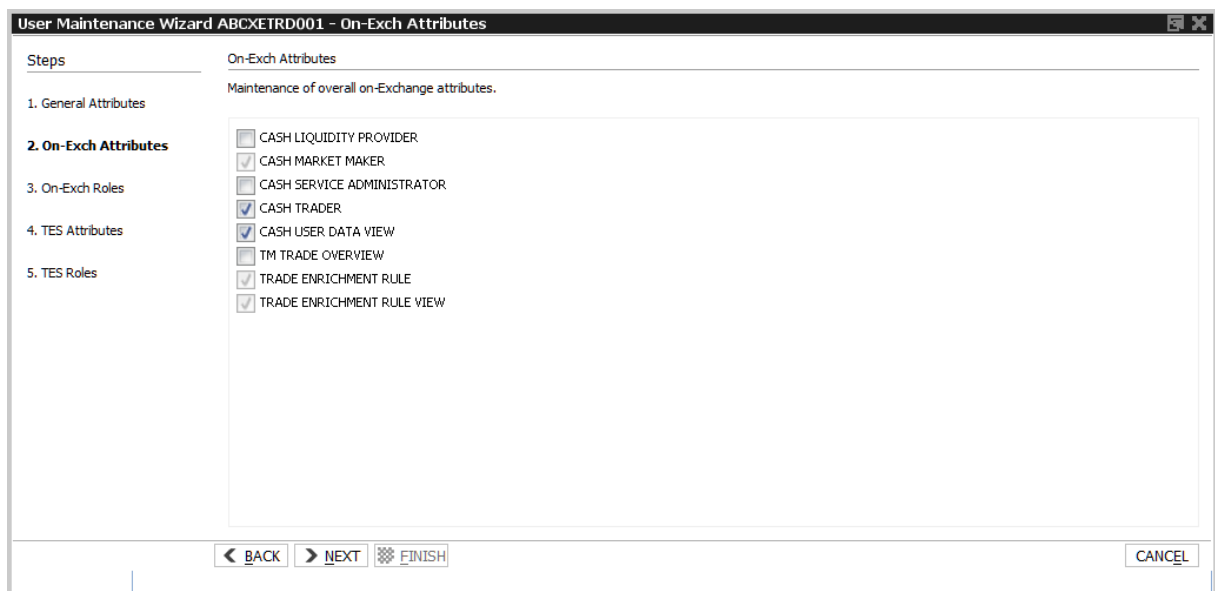 User Maintenance Wizard ABCXETRD001 - On-Exch Attributes
Steps
1. General Attributes
2. On-Exch Attributes
3. On-Exch Roles
4. TES Attributes
5. TES Roles
On-Exch Attributes
Maintenance of overall on-Exchange attributes.
CASH LIQUIDITY PROVIDER
CASH MARKET MAKER
CASH SERVICE ADMINISTRATOR
CASH TRADER
CASH USER DATA VIEW
TM TRADE OVERVIEW
TRADE ENRICHMENT RULE
TRADE ENRICHMENT RULE VIEW
BACK NEXT FINISH CANCEL